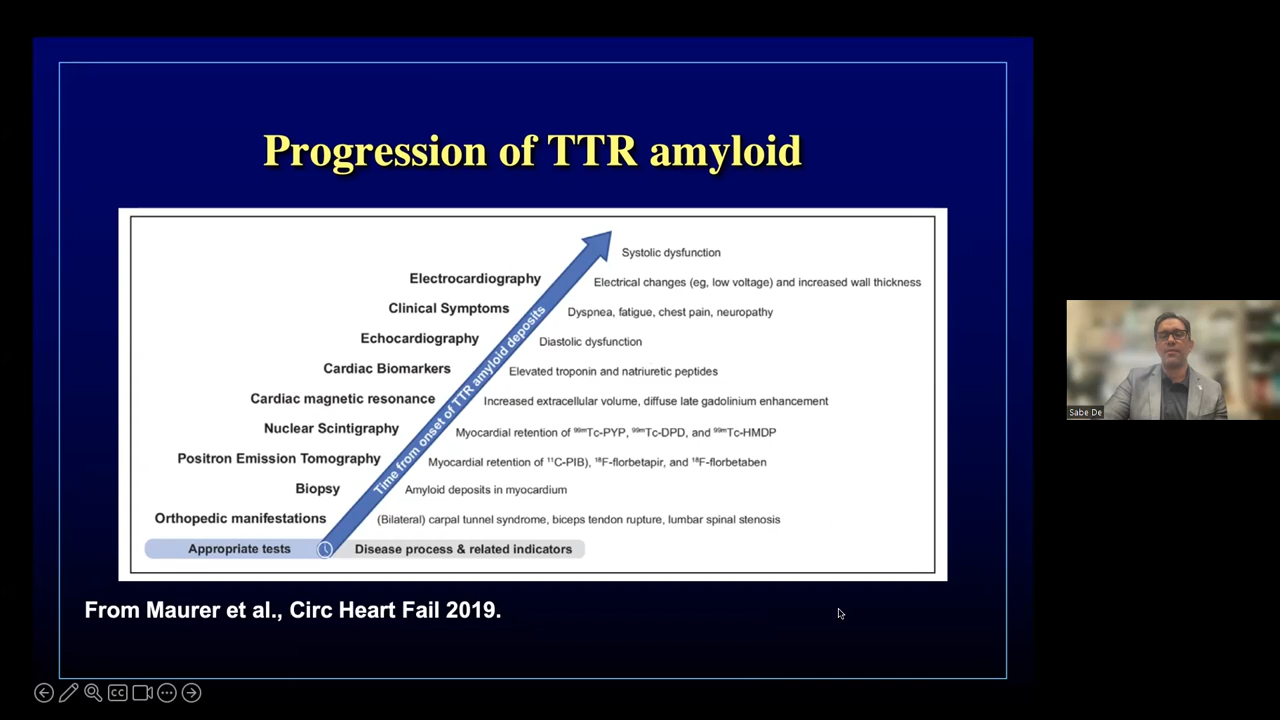 Progression of TTR amyloid
Systolic dysfunction
Electrocardiography
Electrical changes (eg, low voltage) and increased wall thickness
Clinical Symptoms
Dyspnea, fatigue, chest pain, neuropathy
Echocardiography
Diastolic dysfunction
Cardiac Biomarkers
Elevated troponin and natriuretic peptides
Cardiac magnetic resonance
Increased extracellular volume, diffuse late gadolinium enhancement
Nuclear Scintigraphy
Myocardial retention of ⁹⁹ᵐTc-PYP, ⁹⁹ᵐTc-DPD, and ⁹⁹ᵐTc-HMDP
Positron Emission Tomography
Myocardial retention of ¹¹C-PIB), ¹⁸F-florbetapir, and ¹⁸F-florbetaben
Biopsy
Amyloid deposits in myocardium
Orthopedic manifestations
(Bilateral) carpal tunnel syndrome, biceps tendon rupture, lumbar spinal stenosis
Appropriate tests
Disease process & related indicators
Time from onset of TTR amyloid deposits
From Maurer et al., Circ Heart Fail 2019.
CC
Sabe De